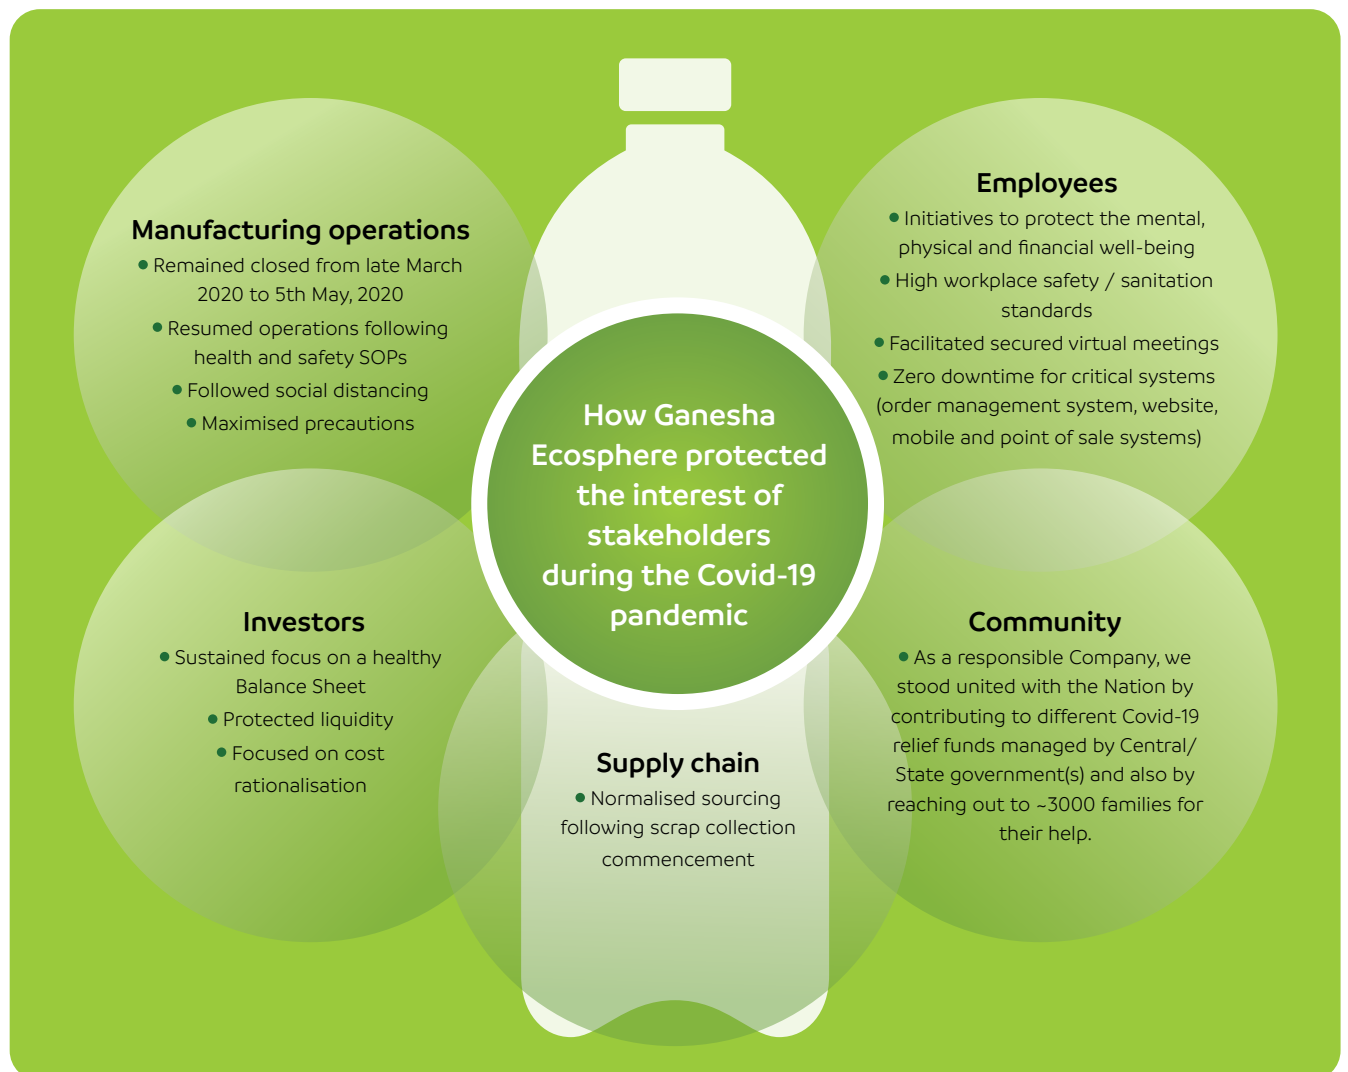 Manufacturing operations
• Remained closed from late March
2020 to 5th May, 2020
• Resumed operations following
health and safety SOPs
• Followed social distancing
• Maximised precautions
Employees
• Initiatives to protect the mental,
physical and financial well-being
• High workplace safety / sanitation
standards
• Facilitated secured virtual meetings
• Zero downtime for critical systems
(order management system, website,
mobile and point of sale systems)
How Ganesha
Ecosphere protected
the interest of
stakeholders
during the Covid-19
pandemic
Investors
• Sustained focus on a healthy
Balance Sheet
• Protected liquidity
• Focused on cost
rationalisation
Supply chain
• Normalised sourcing
following scrap collection
commencement
Community
• As a responsible Company, we
stood united with the Nation by
contributing to different Covid-19
relief funds managed by Central/
State government(s) and also by
reaching out to ~3000 families for
their help.